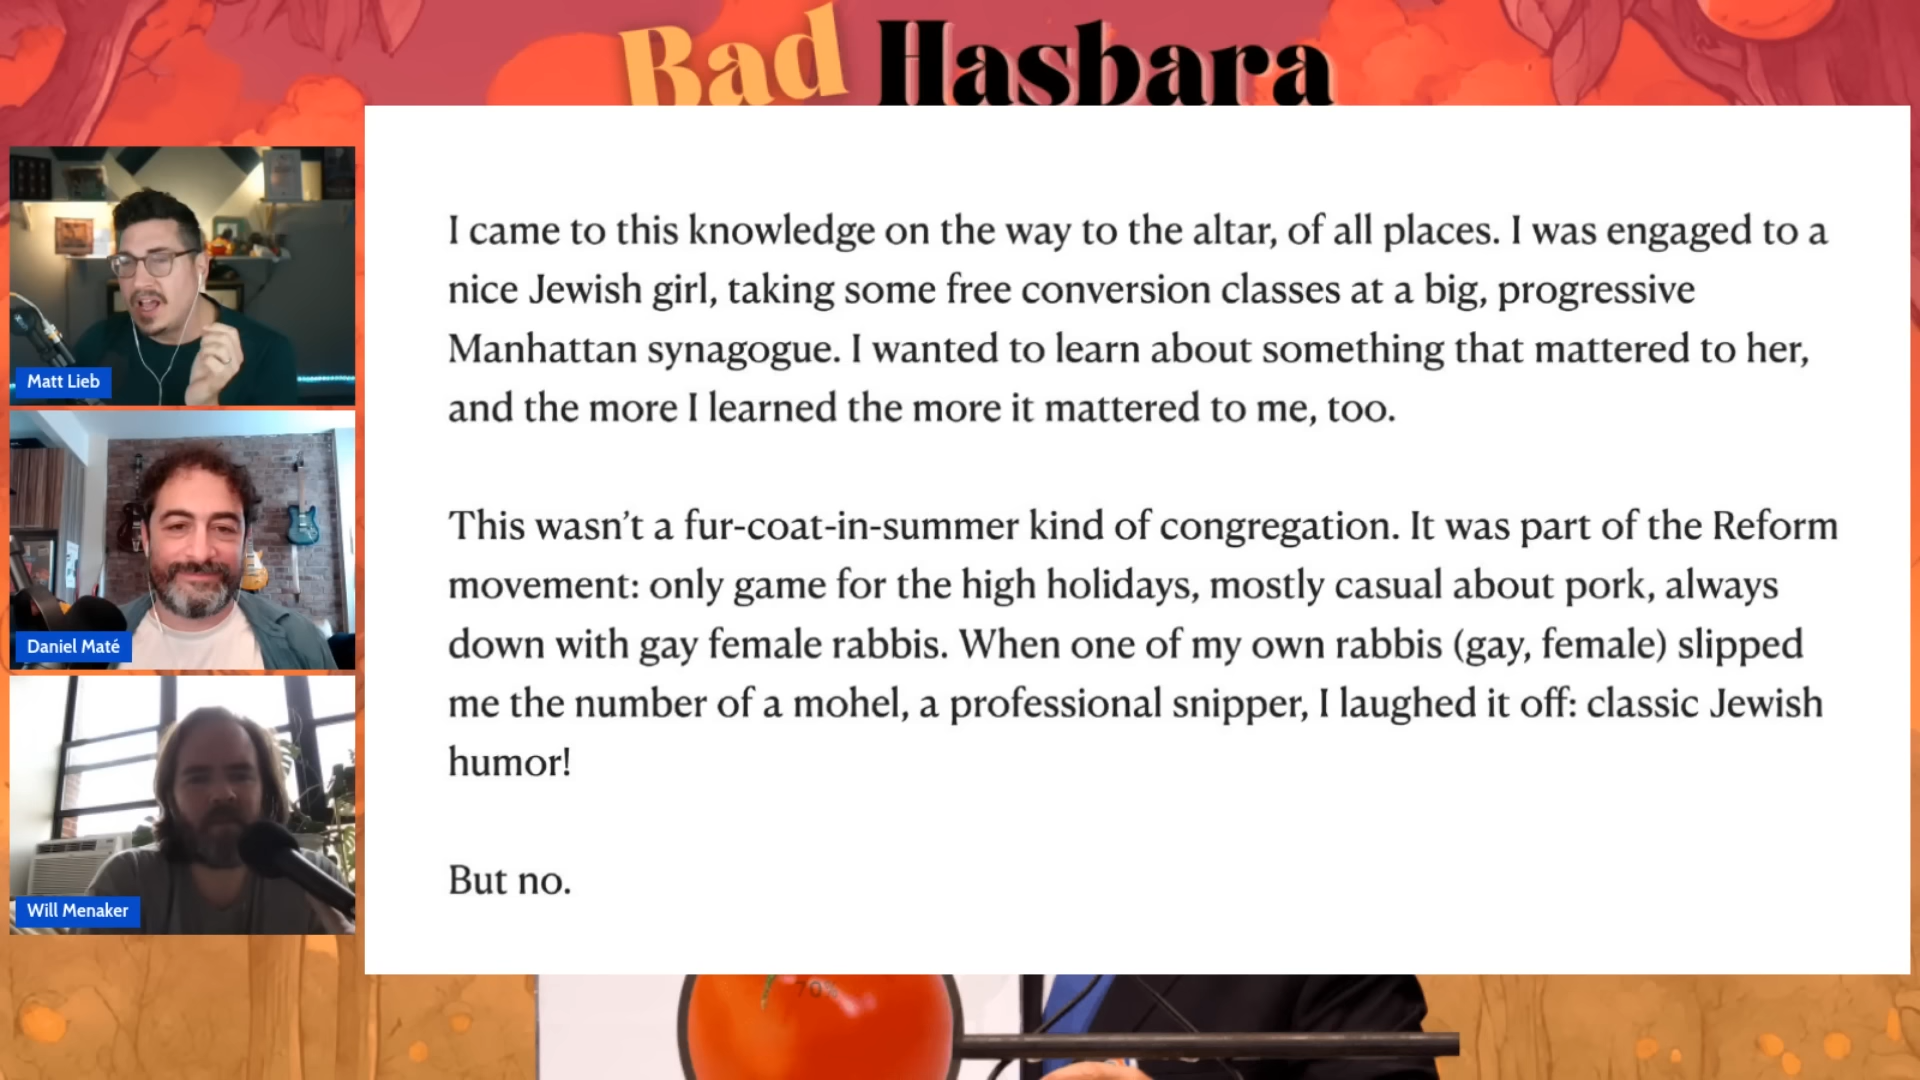 Bad Hasbara
I came to this knowledge on the way to the altar, of all places. I was engaged to a
nice Jewish girl, taking some free conversion classes at a big, progressive
Manhattan synagogue. I wanted to learn about something that mattered to her,
and the more I learned the more it mattered to me, too.
This wasn’t a fur-coat-in-summer kind of congregation. It was part of the Reform
movement: only game for the high holidays, mostly casual about pork, always
down with gay female rabbis. When one of my own rabbis (gay, female) slipped
me the number of a mohel, a professional snipper, I laughed it off: classic Jewish
humor!
But no.
Matt Lieb
Daniel Maté
Will Menaker
70%